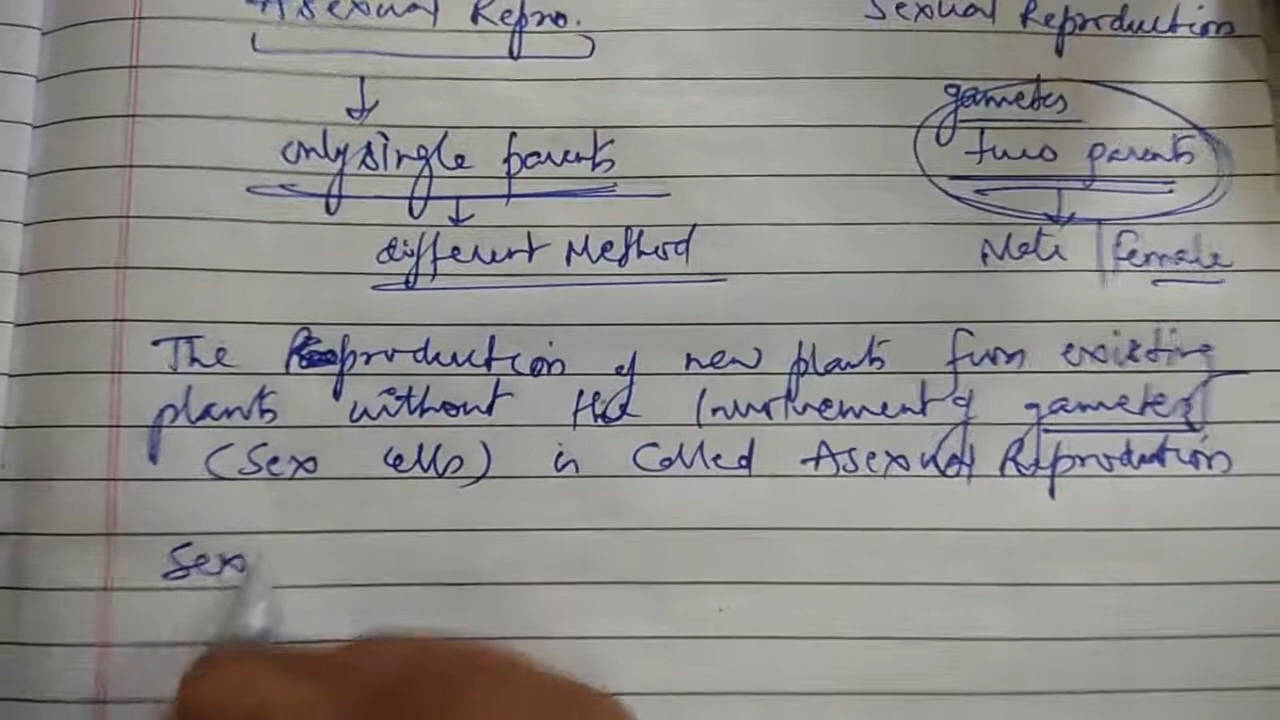 Asexual Repro. Sexual Reproduction
gametes
only single parents two parents
different Method Male | female
The Reproduction of new plants from existing
plants without the Involvement of gametes
(Sex cells) is Called Asexual Reproduction
Sex